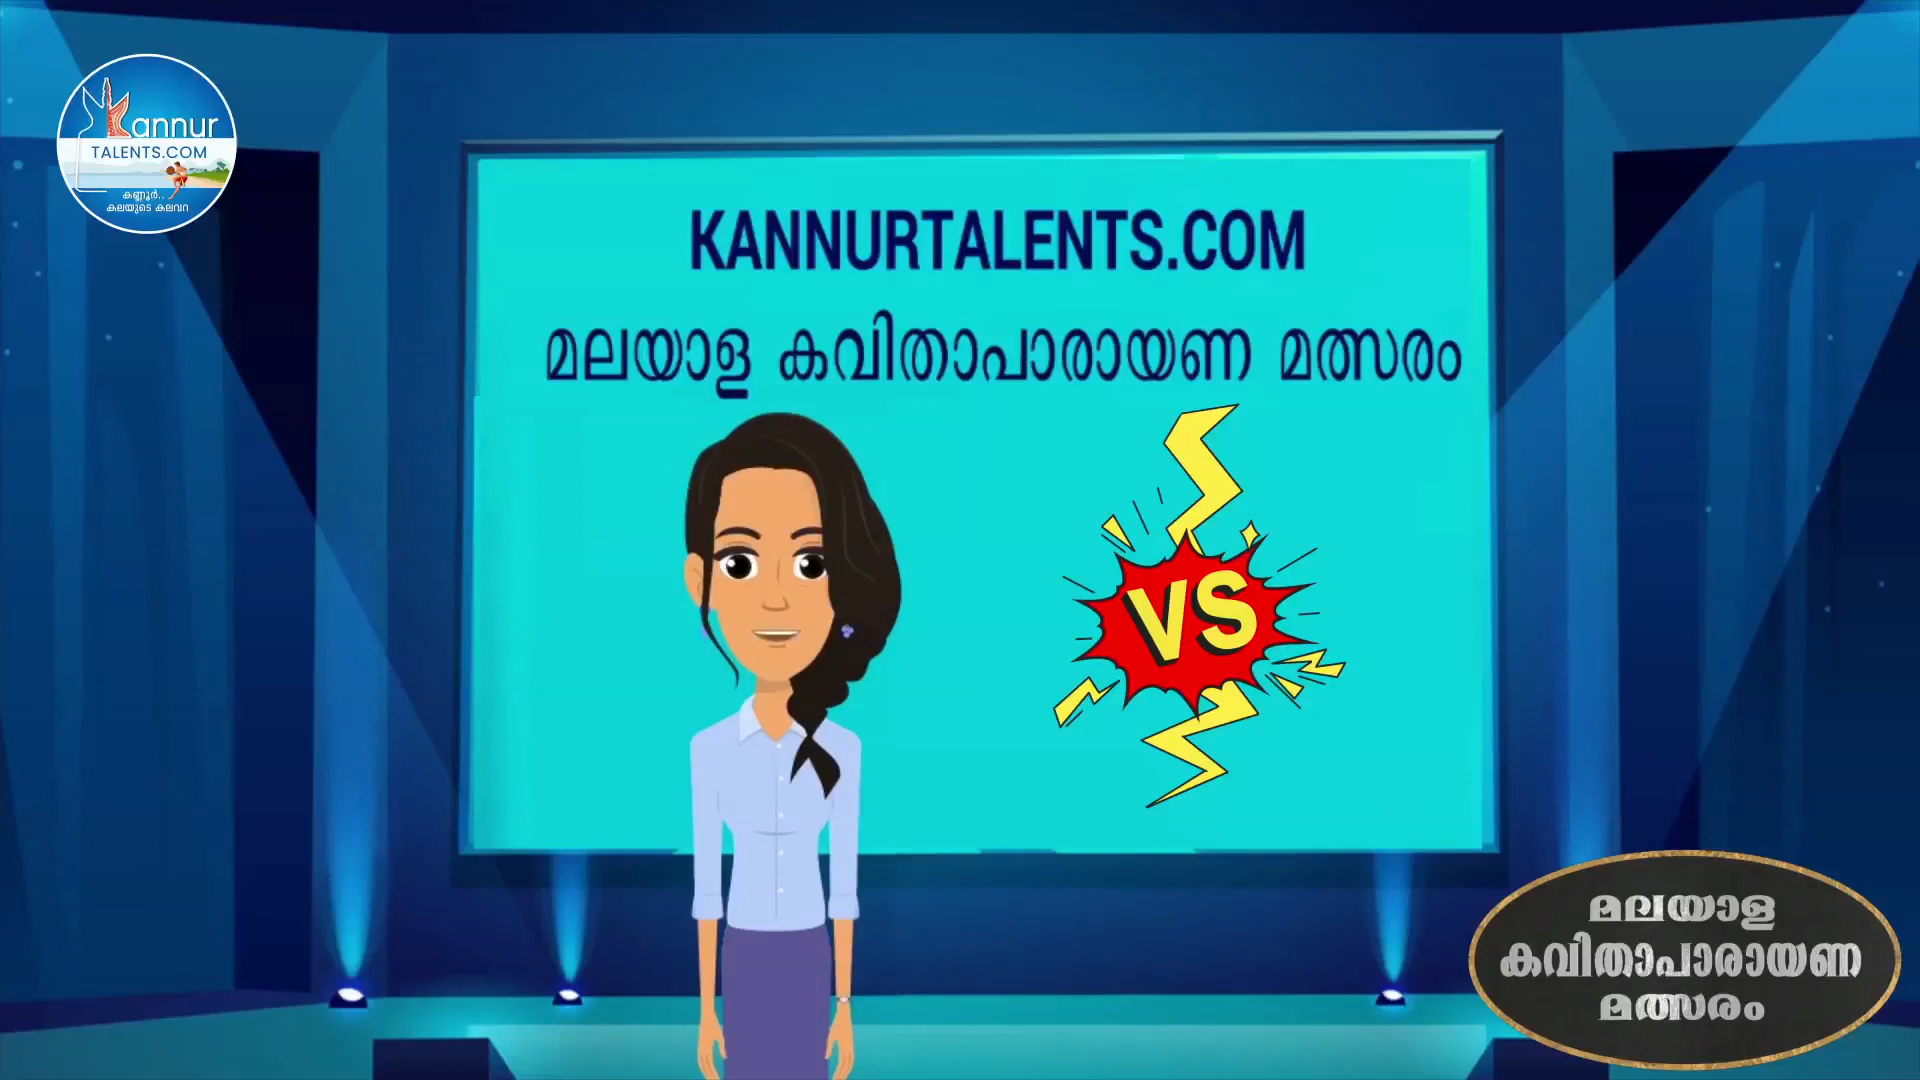 Kannur
TALENTS.COM
കണ്ണൂർ..
കലയുടെ കലവറ
KANNURTALENTS.COM
മലയാള കവിതാപാരായണ മത്സരം
VS
മലയാള
കവിതാപാരായണ
മത്സരം